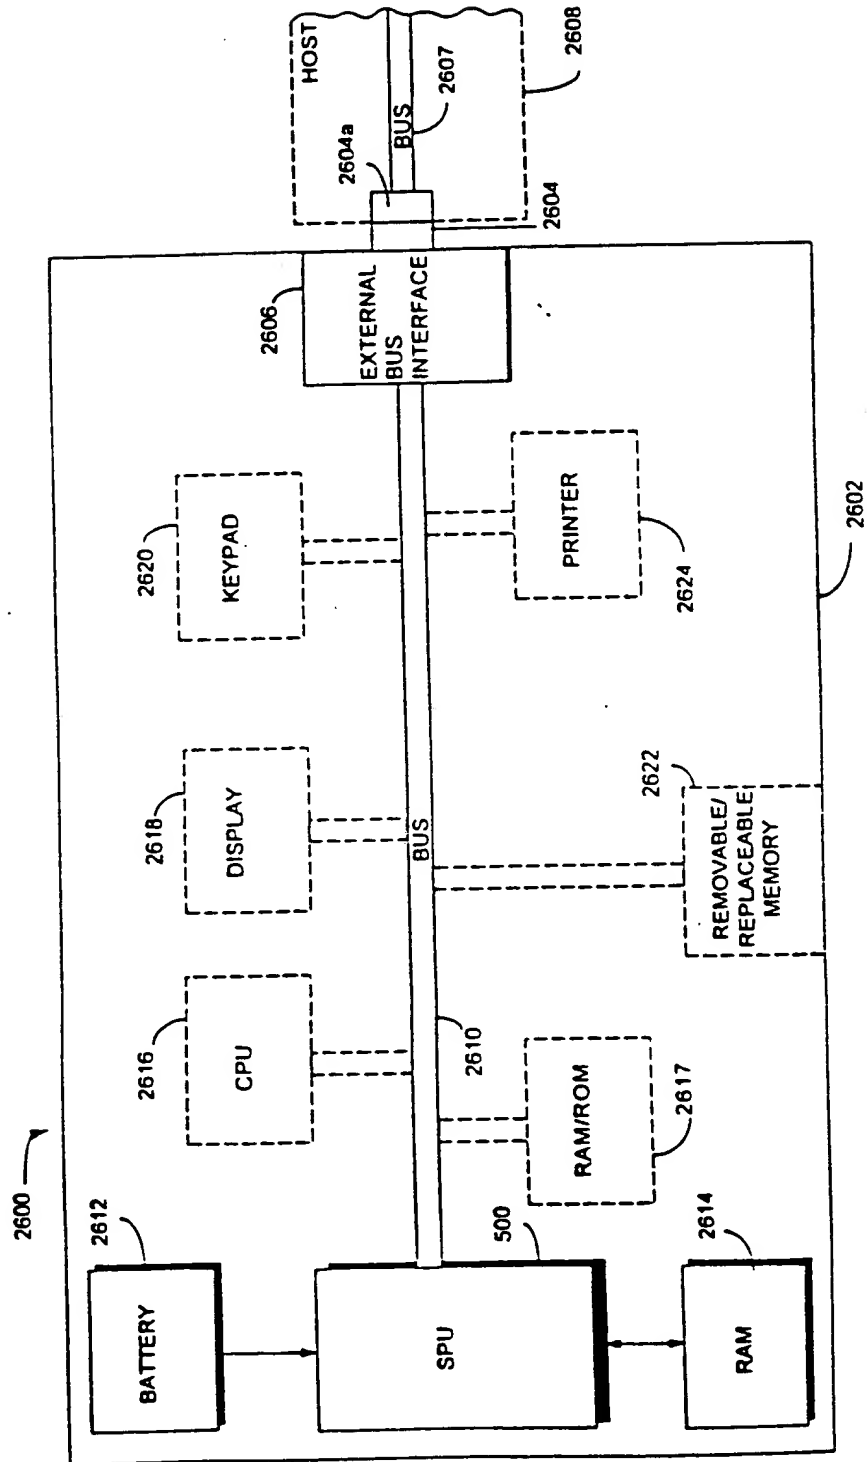 2600
BATTERY
2612
SPU
500
RAM
2614
CPU
2616
RAM/ROM
2617
2610
BUS
DISPLAY
2618
REMOVABLE/
REPLACEABLE
MEMORY
2622
KEYPAD
2620
PRINTER
2624
2602
EXTERNAL
BUS
INTERFACE
2606
2604
2604a
HOST
BUS
2607
2608